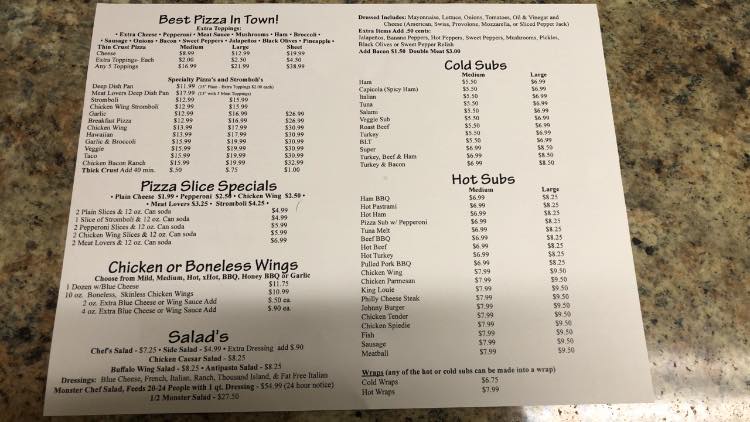 Best Pizza In Town!
Extra Toppings:
• Extra Cheese • Pepperoni • Meat Sauce • Mushrooms • Ham • Broccoli •
• Sausage • Onions • Bacon • Sweet Peppers • Jalapeños • Black Olives • Pineapple •
Thin Crust Pizza Medium Large Sheet
Cheese $8.99 $12.99 $19.99
Extra Toppings- Each $2.00 $2.50 $4.50
Any 5 Toppings $16.99 $21.99 $38.99
Specialty Pizza's and Stromboli's
Deep Dish Pan $11.99 (15" Plain - Extra Toppings $2.00 each)
Meat Lovers Deep Dish Pan $17.99 (15" with 5 Meat Toppings)
Stromboli $12.99 $15.99
Chicken Wing Stromboli $12.99 $15.99
Garlic $12.99 $16.99 $26.99
Breakfast Pizza $12.99 $16.99 $26.99
Chicken Wing $13.99 $17.99 $30.99
Hawaiian $13.99 $17.99 $30.99
Garlic & Broccoli $15.99 $19.99 $30.99
Veggie $15.99 $19.99 $30.99
Taco $15.99 $19.99 $30.99
Chicken Bacon Ranch $15.99 $19.99 $32.99
Thick Crust Add 40 min. $.50 $.75 $1.00
Pizza Slice Specials
• Plain Cheese $1.99 • Pepperoni $2.50 • Chicken Wing $2.50 •
• Meat Lovers $3.25 • Stromboli $4.25 •
2 Plain Slices & 12 oz. Can soda $4.99
1 Slice of Stromboli & 12 oz. Can soda $4.99
2 Pepperoni Slices & 12 oz. Can soda $5.99
2 Chicken Wing Slices & 12 oz. Can soda $5.99
2 Meat Lovers & 12 oz. Can soda $6.99
Chicken or Boneless Wings
Choose from Mild, Medium, Hot, xHot, BBQ, Honey BBQ or Garlic
1 Dozen w/Blue Cheese $11.75
10 oz. Boneless, Skinless Chicken Wings $10.99
2 oz. Extra Blue Cheese or Wing Sauce Add $.50 ea.
4 oz. Extra Blue Cheese or Wing Sauce Add $.90 ea.
Salad's
Chef's Salad - $7.25 • Side Salad - $4.99 • Extra Dressing add $.90
Chicken Caesar Salad - $8.25
Buffalo Wing Salad - $8.25 • Antipasto Salad - $8.25
Dressings: Blue Cheese, French, Italian, Ranch, Thousand Island, & Fat Free Italian
Monster Chef Salad, Feeds 20-24 People with 1 qt. Dressing - $54.99 (24 hour notice)
1/2 Monster Salad - $27.50
Dressed Includes: Mayonnaise, Lettuce, Onions, Tomatoes, Oil & Vinegar and
Cheese (American, Swiss, Provolone, Mozzarella, or Sliced Pepper Jack)
Extra Items Add .50 cents:
Jalapeños, Banana Peppers, Hot Peppers, Sweet Peppers, Mushrooms, Pickles,
Black Olives or Sweet Pepper Relish
Add Bacon $1.50 Double Meat $3.00
Cold Subs
Medium Large
Ham $5.50 $6.99
Capicola (Spicy Ham) $5.50 $6.99
Italian $5.50 $6.99
Tuna $5.50 $6.99
Salami $5.50 $6.99
Veggie Sub $5.50 $6.99
Roast Beef $5.50 $6.99
Turkey $5.50 $6.99
BLT $5.50 $6.99
Super $6.99 $8.50
Turkey, Beef & Ham $6.99 $8.50
Turkey & Bacon $6.99 $8.50
Hot Subs
Medium Large
Ham BBQ $6.99 $8.25
Hot Pastrami $6.99 $8.25
Hot Ham $6.99 $8.25
Pizza Sub w/ Pepperoni $6.99 $8.25
Tuna Melt $6.99 $8.25
Beef BBQ $6.99 $8.25
Hot Beef $6.99 $8.25
Hot Turkey $6.99 $8.25
Pulled Pork BBQ $6.99 $8.25
Chicken Wing $7.99 $9.50
Chicken Parmesan $7.99 $9.50
King Louie $7.99 $9.50
Philly Cheese Steak $7.99 $9.50
Johnny Burger $7.99 $9.50
Chicken Tender $7.99 $9.50
Chicken Spiedie $7.99 $9.50
Fish $7.99 $9.50
Sausage $7.99 $9.50
Meatball $7.99 $9.50
Wraps (any of the hot or cold subs can be made into a wrap)
Cold Wraps $6.75
Hot Wraps $7.99